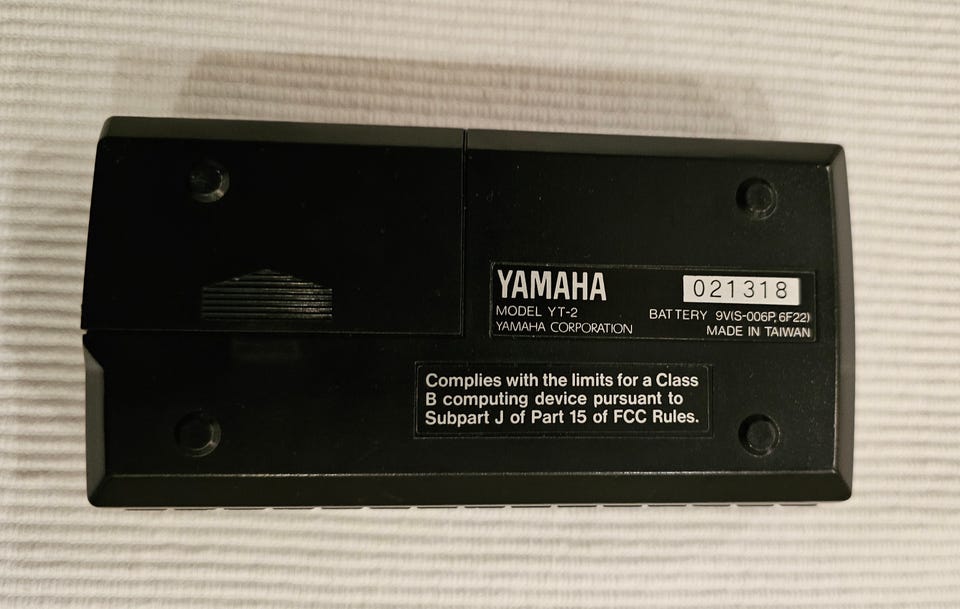 YAMAHA 021318
MODEL YT-2 BATTERY 9V(S-006P, 6F22)
YAMAHA CORPORATION MADE IN TAIWAN
Complies with the limits for a Class
B computing device pursuant to
Subpart J of Part 15 of FCC Rules.